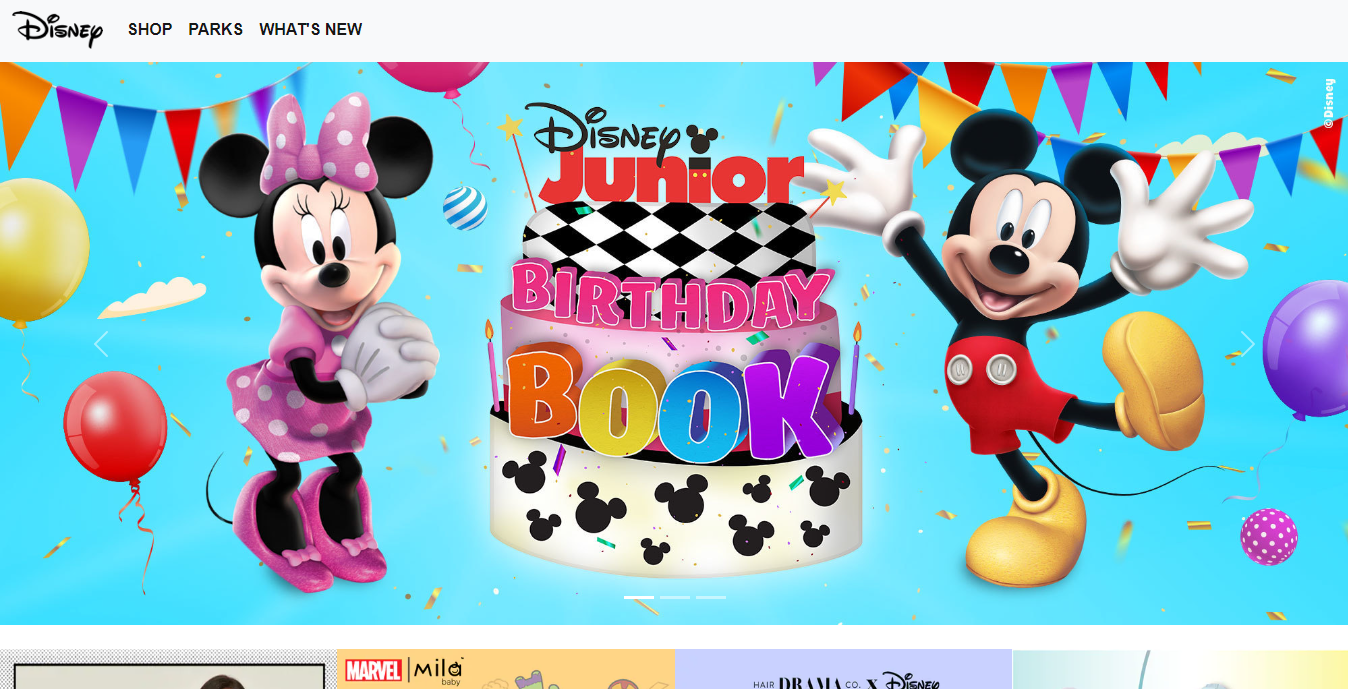 Disney SHOP PARKS WHAT'S NEW
©Disney
Disney
Junior
BIRTHDAY
BOOK
MARVEL mila
baby
HAIR DRAMA CO. X Disney